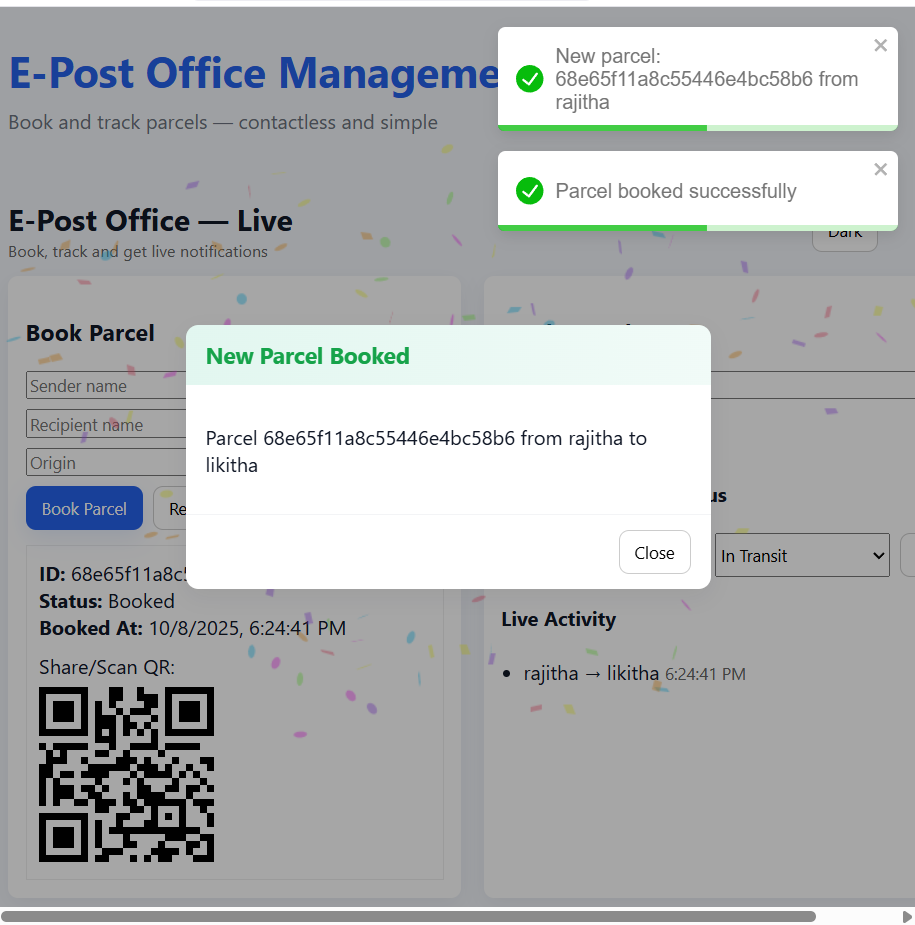 E-Post Office Manageme
Book and track parcels — contactless and simple
New parcel:
68e65f11a8c55446e4bc58b6 from
rajitha
Parcel booked successfully
E-Post Office — Live
Book, track and get live notifications
Dark
Book Parcel
Sender name
Recipient name
Origin
Book Parcel
Re
New Parcel Booked
Parcel 68e65f11a8c55446e4bc58b6 from rajitha to
likitha
Close
us
In Transit
ID: 68e65f11a8c5
Status: Booked
Booked At: 10/8/2025, 6:24:41 PM
Share/Scan QR:
Live Activity
• rajitha → likitha 6:24:41 PM